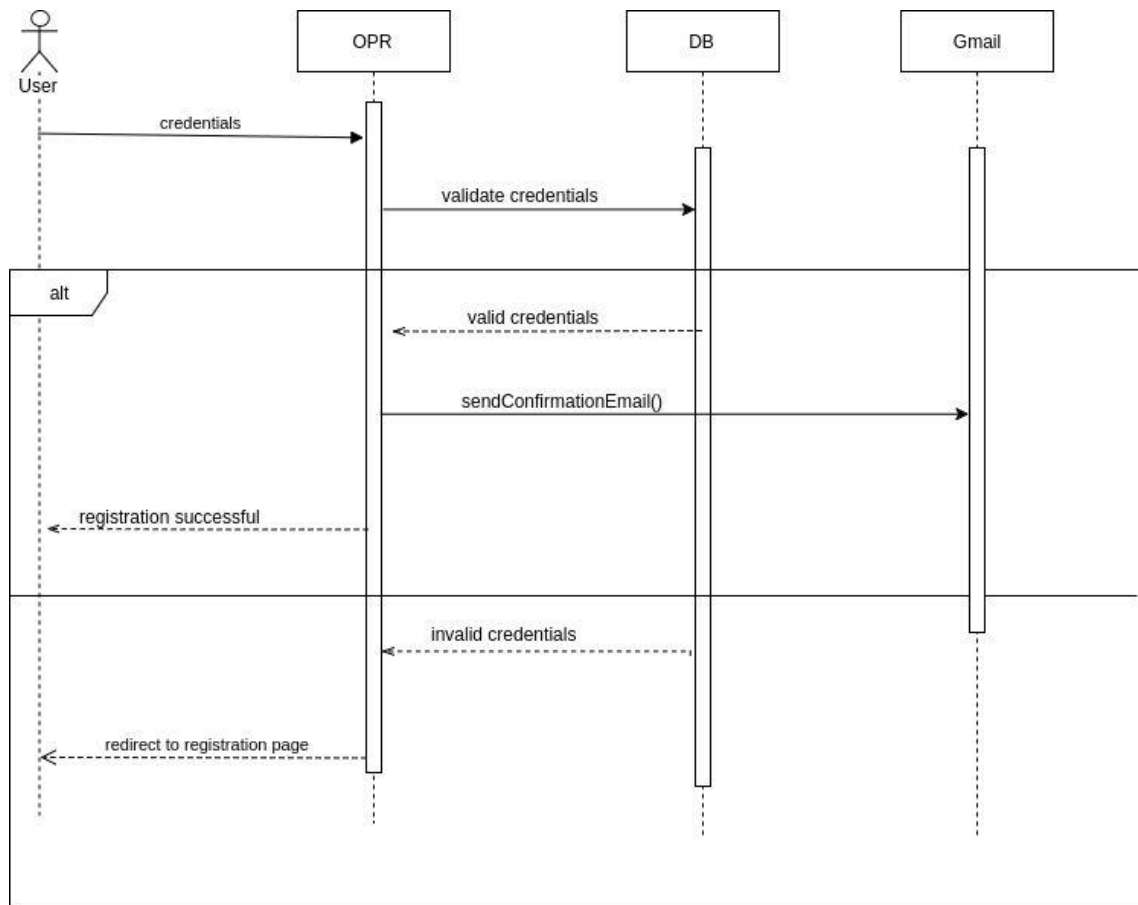 OPR
DB
Gmail
User
credentials
validate credentials
alt
valid credentials
sendConfirmationEmail()
registration successful
invalid credentials
redirect to registration page